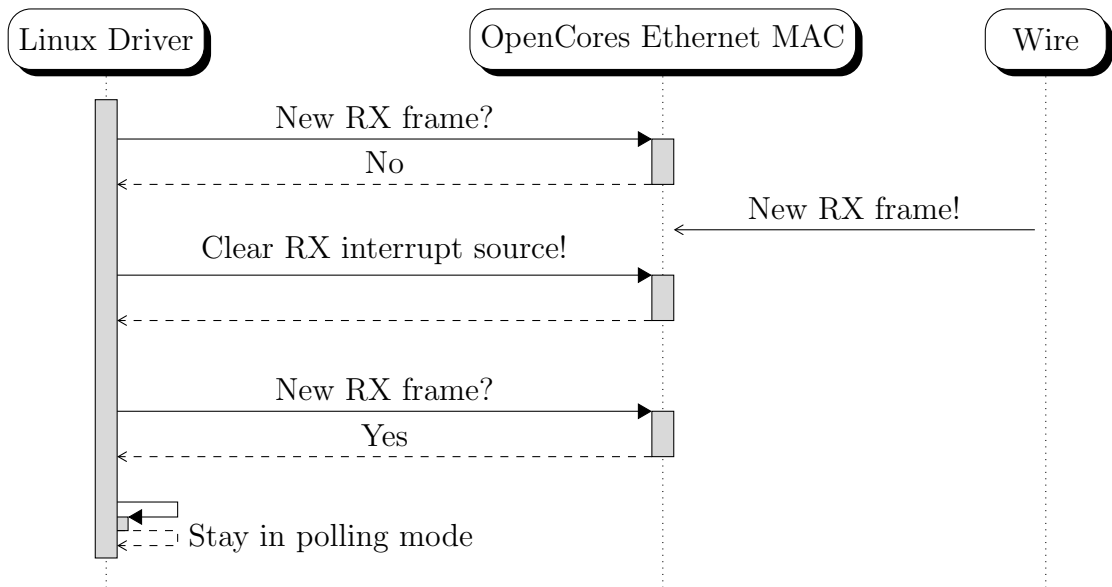 Linux Driver
OpenCores Ethernet MAC
Wire
New RX frame?
No
New RX frame!
Clear RX interrupt source!
New RX frame?
Yes
Stay in polling mode